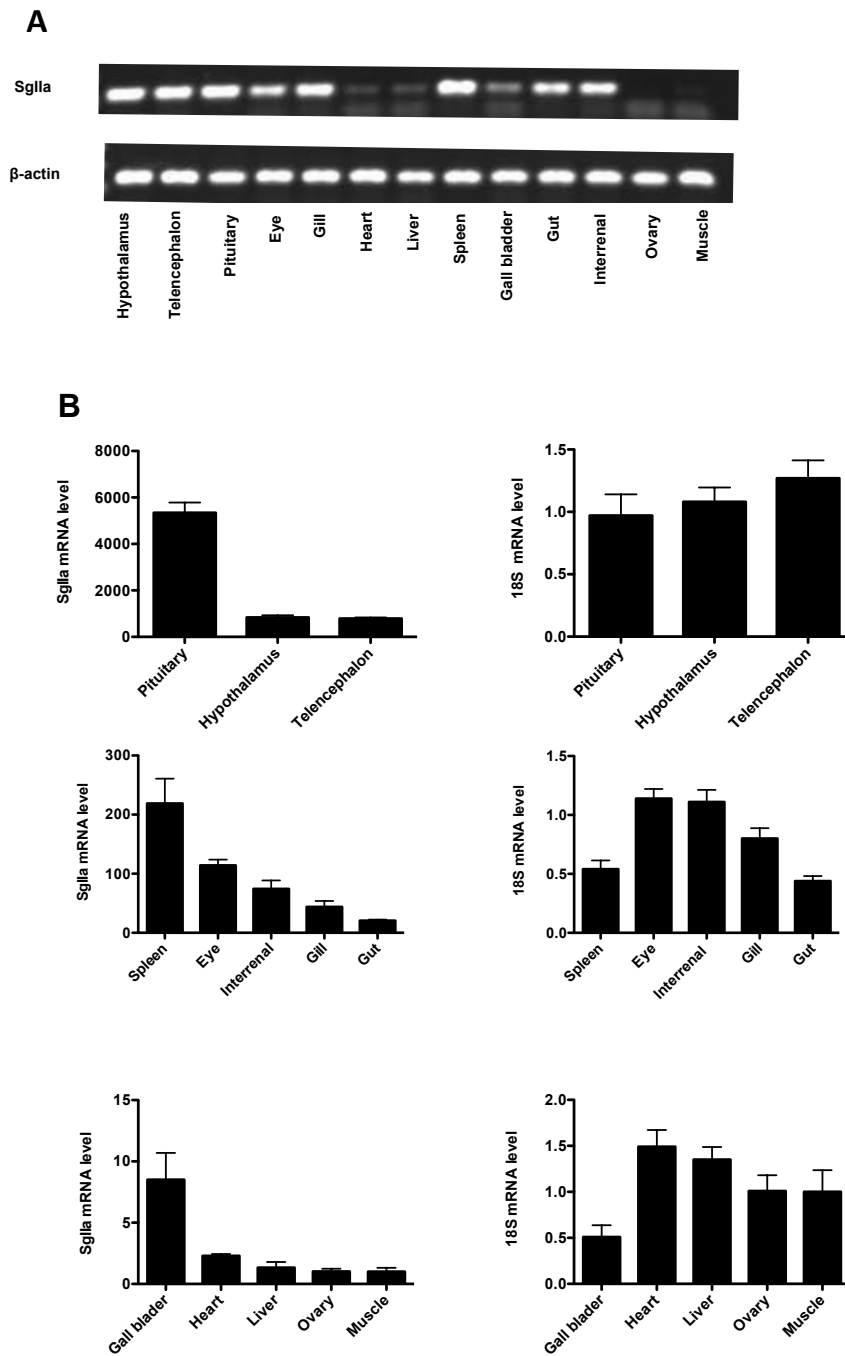 A
SgIIa
β-actin
Hypothalamus
Telencephalon
Pituitary
Eye
Gill
Heart
Liver
Spleen
Gall bladder
Gut
Interrenal
Ovary
Muscle
B
SgIIa mRNA level
8000
6000
4000
2000
0
Pituitary
Hypothalamus
Telencephalon
18S mRNA level
1.5
1.0
0.5
0.0
Pituitary
Hypothalamus
Telencephalon
SgIIa mRNA level
300
200
100
0
Spleen
Eye
Interrenal
Gill
Gut
18S mRNA level
1.5
1.0
0.5
0.0
Spleen
Eye
Interrenal
Gill
Gut
SgIIa mRNA level
15
10
5
0
Gall blader
Heart
Liver
Ovary
Muscle
18S mRNA level
2.0
1.5
1.0
0.5
0.0
Gall blader
Heart
Liver
Ovary
Muscle